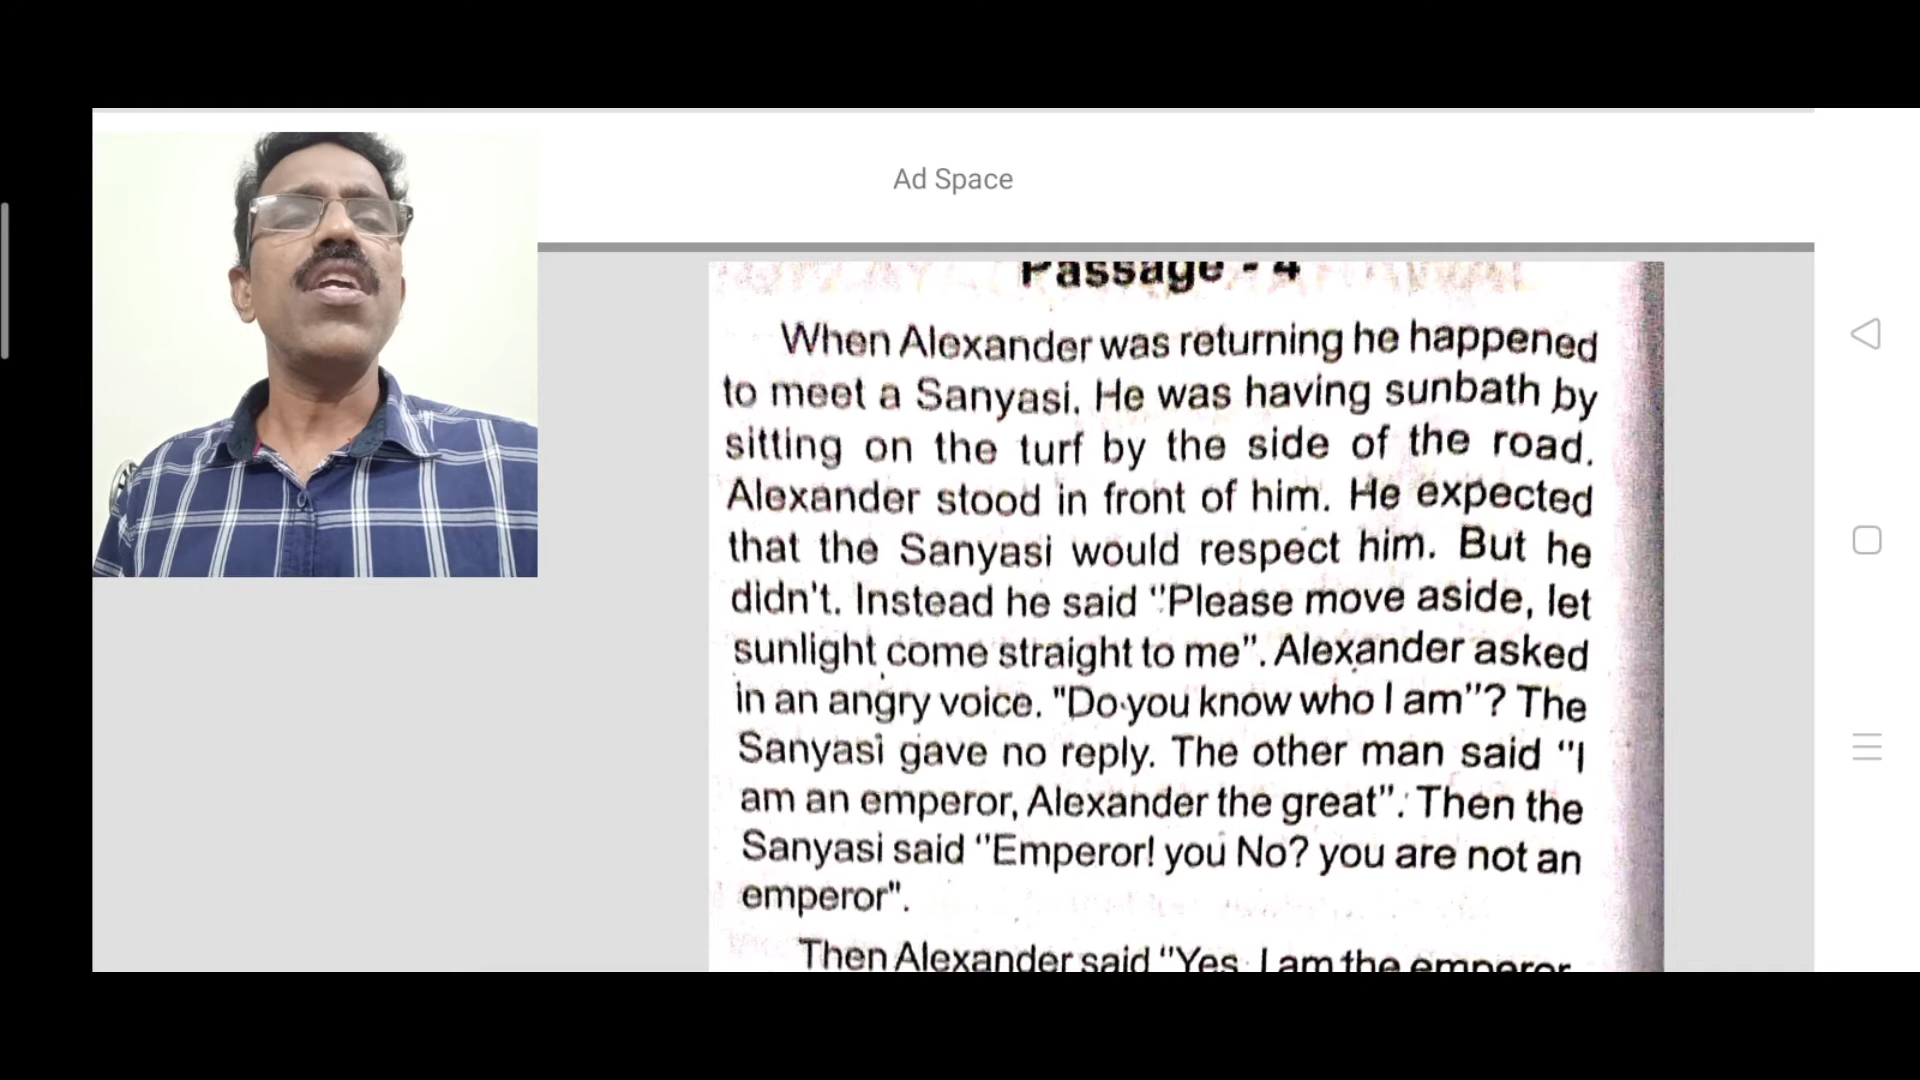 Ad Space
Passage - 4
When Alexander was returning he happened
to meet a Sanyasi. He was having sunbath by
sitting on the turf by the side of the road.
Alexander stood in front of him. He expected
that the Sanyasi would respect him. But he
didn't. Instead he said "Please move aside, let
sunlight come straight to me". Alexander asked
in an angry voice. "Do you know who I am"? The
Sanyasi gave no reply. The other man said "I
am an emperor, Alexander the great". Then the
Sanyasi said "Emperor! you No? you are not an
emperor".
Then Alexander said "Yes I am the emperor